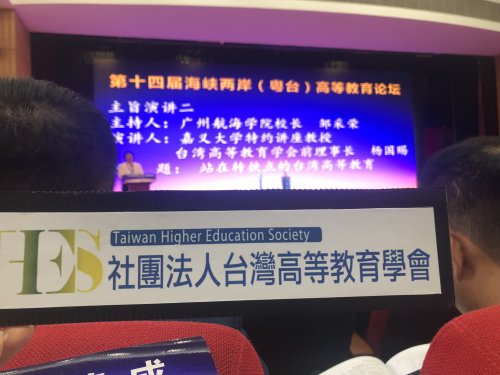 第十四届海峡两岸（粤台）高等教育论坛
主旨演讲二
主持人：广州航海学院校长 邹采荣
演讲人：嘉义大学特约讲座教授
台湾高等教育学会前理事长 杨国赐
题：站在转捩点的台湾高等教育
THES
Taiwan Higher Education Society
社團法人台灣高等教育學會
成